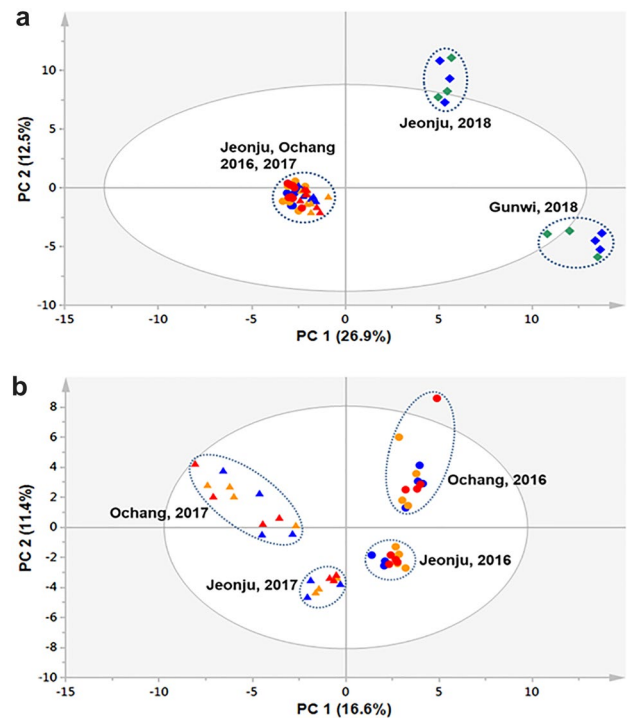 a
10
5
0
-5
-10
PC 2 (12.5%)
Jeonju, 2018
Jeonju, Ochang
2016, 2017
Gunwi, 2018
-15
-10
-5
0
5
10
PC 1 (26.9%)
b
8
6
4
2
0
-2
-4
-6
-8
-10
PC 2 (11.4%)
Ochang, 2016
Ochang, 2017
Jeonju, 2016
Jeonju, 2017
-15
-10
-5
0
5
10
PC 1 (16.6%)